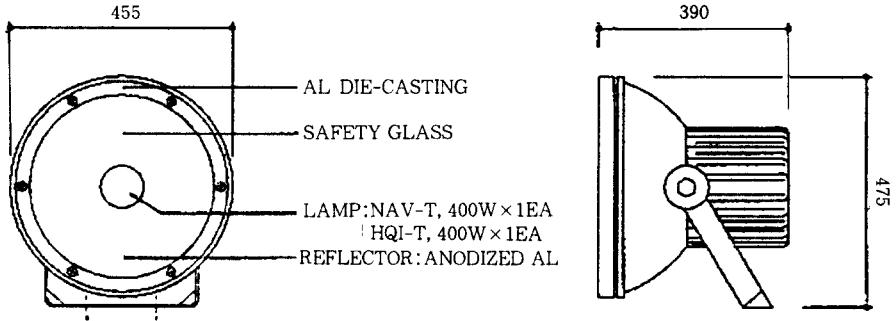 455
390
AL DIE-CASTING
SAFETY GLASS
LAMP:NAV-T, 400W×1EA
HQI-T, 400W×1EA
REFLECTOR:ANODIZED AL
475